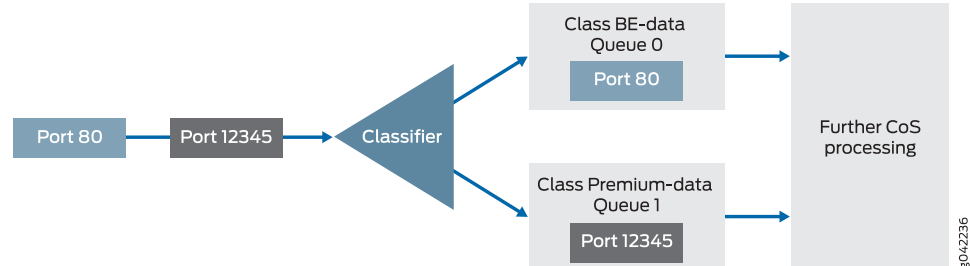 Port 80
Port 12345
Classifier
Class BE-data
Queue 0
Port 80
Class Premium-data
Queue 1
Port 12345
Further CoS
processing
g042236